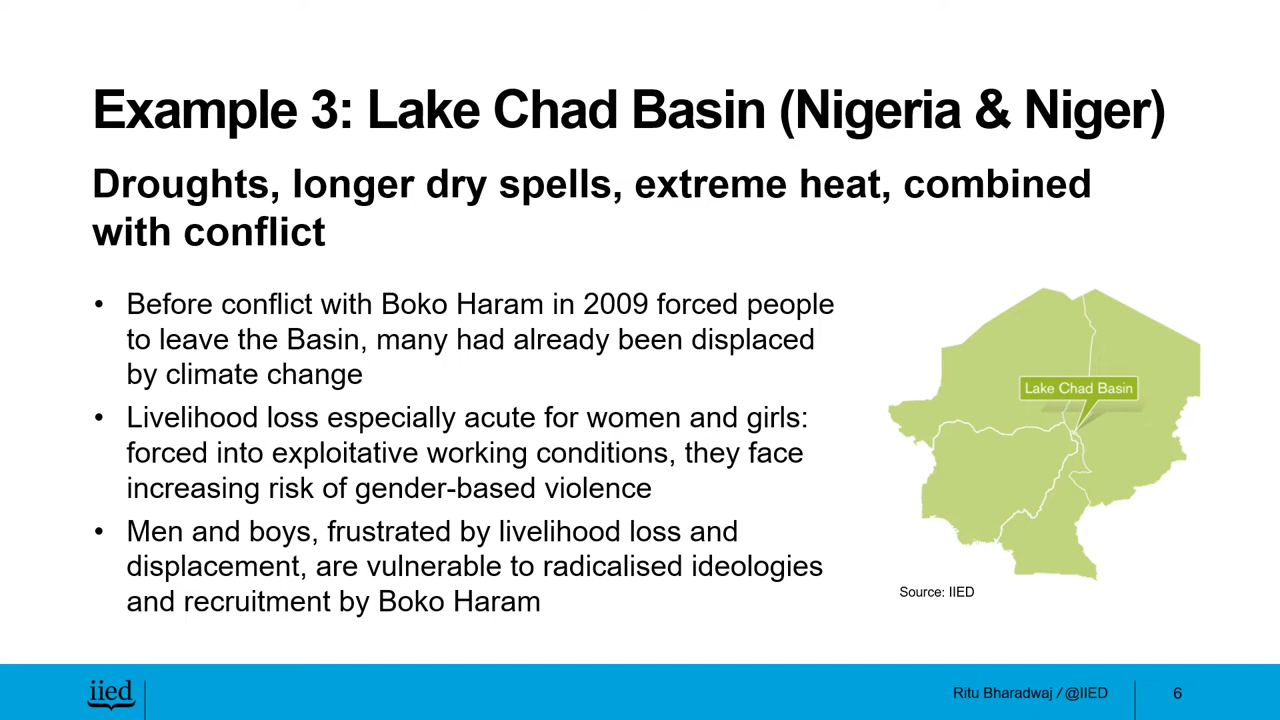 Example 3: Lake Chad Basin (Nigeria & Niger)
Droughts, longer dry spells, extreme heat, combined
with conflict
• Before conflict with Boko Haram in 2009 forced people
to leave the Basin, many had already been displaced
by climate change
• Livelihood loss especially acute for women and girls:
forced into exploitative working conditions, they face
increasing risk of gender-based violence
• Men and boys, frustrated by livelihood loss and
displacement, are vulnerable to radicalised ideologies
and recruitment by Boko Haram
Lake Chad Basin
Source: IIED
iied
Ritu Bharadwaj / @IIED
6